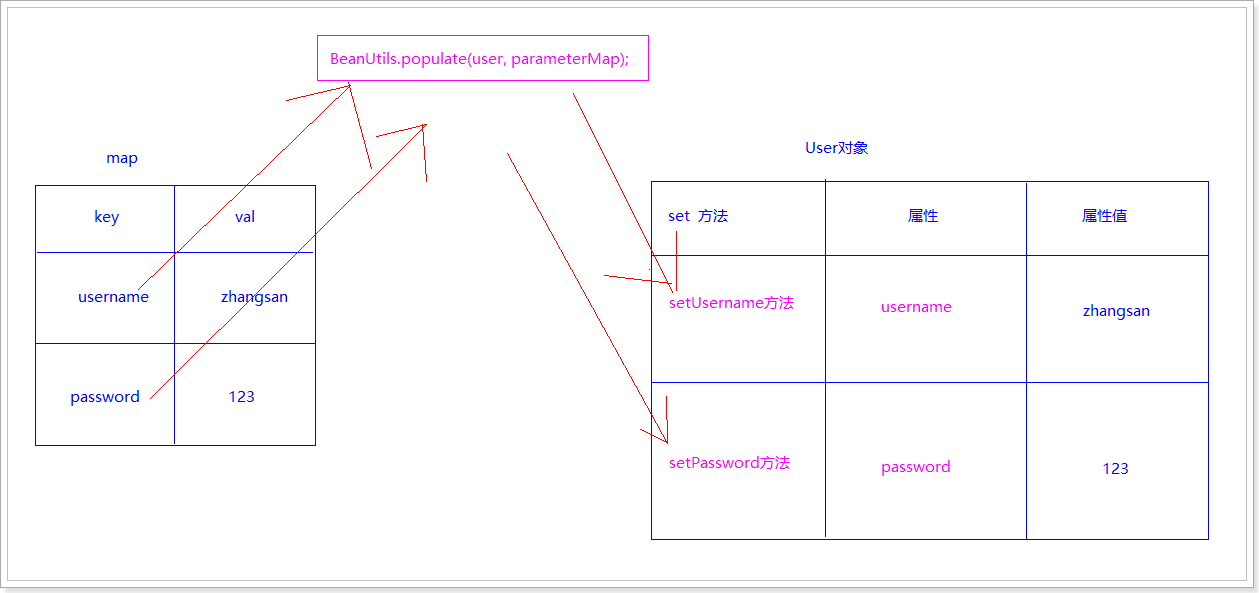 BeanUtils.populate(user, parameterMap);
map
key val
username zhangsan
password 123
User对象
set 方法 属性 属性值
setUsername方法 username zhangsan
setPassword方法 password 123